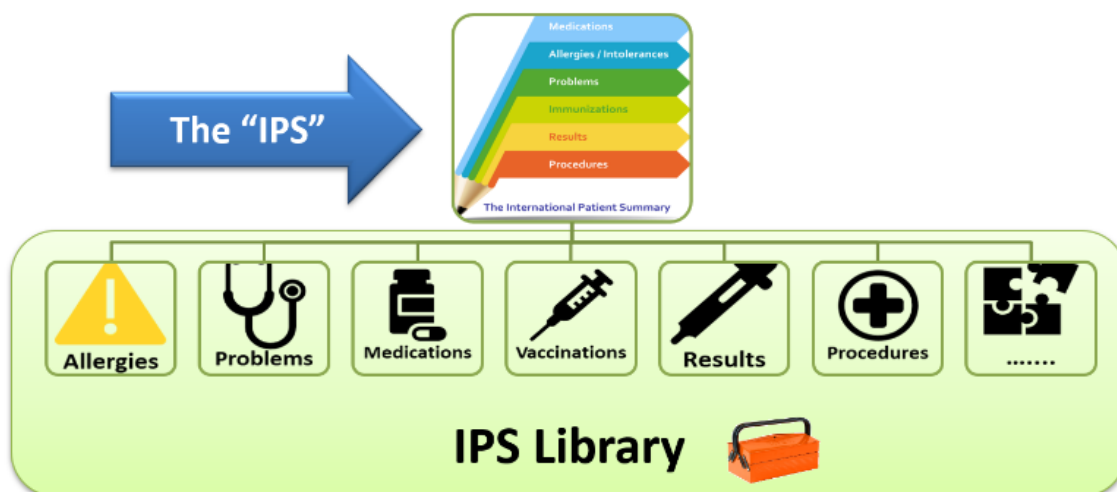 Medications
Allergies / Intolerances
Problems
Immunizations
Results
Procedures
The International Patient Summary
The “IPS”
Allergies
Problems
Medications
Vaccinations
Results
Procedures
.......
IPS Library